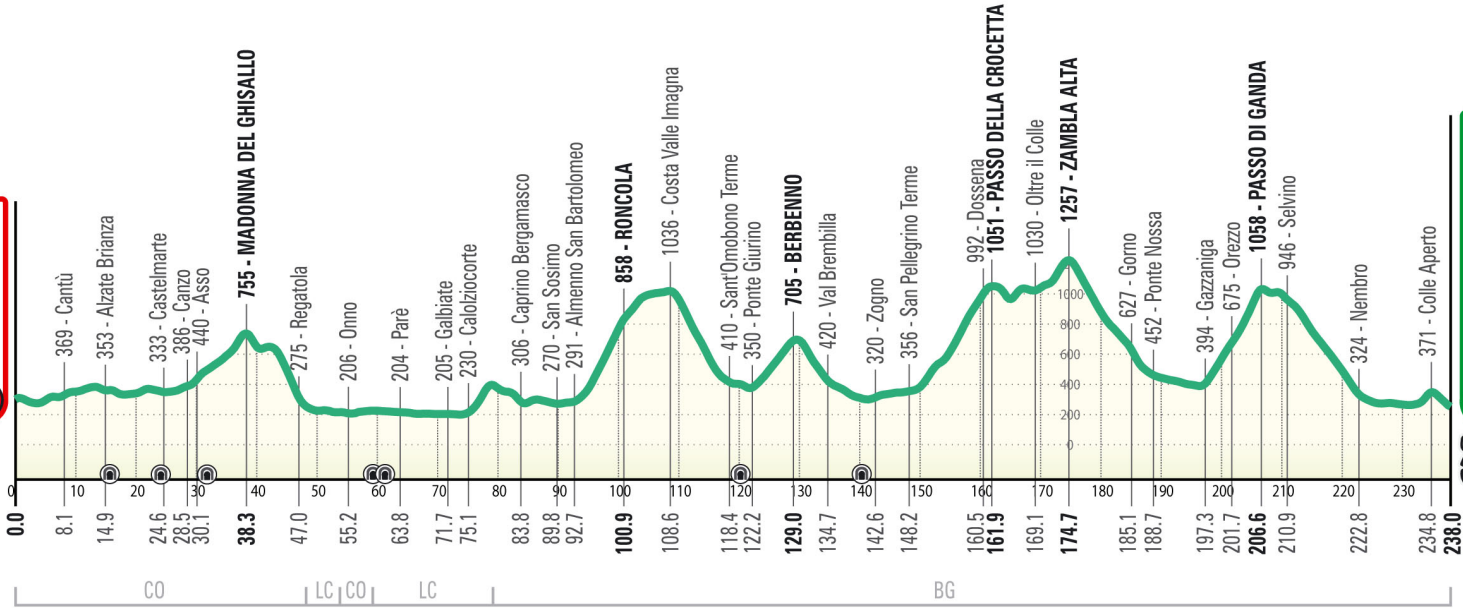 369 - Cantù
353 - Alzate Brianza
333 - Castelmarte
386 - Canzo
440 - Asso
755 - MADONNA DEL GHISALLO
275 - Regatola
206 - Onno
204 - Parè
205 - Galbiate
230 - Calolziocorte
306 - Caprino Bergamasco
270 - San Sosimo
291 - Almenno San Bartolomeo
858 - RONCOLA
1036 - Costa Valle Imagna
410 - Sant'Omobono Terme
350 - Ponte Giurino
705 - BERBENNO
420 - Val Brembilla
320 - Zogno
356 - San Pellegrino Terme
992 - Dossena
1051 - PASSO DELLA CROCETTA
1030 - Oltre il Colle
1257 - ZAMBLA ALTA
627 - Gorno
452 - Ponte Nossa
394 - Gazzaniga
675 - Orezzo
1058 - PASSO DI GANDA
946 - Selvino
324 - Nembro
371 - Colle Aperto
1000
800
600
400
200
0
0 10 20 30 40 50 60 70 80 90 100 110 120 130 140 150 160 170 180 190 200 210 220 230
0.0 8.1 14.9 24.6 28.5 30.1 38.3 47.0 55.2 63.8 71.7 75.1 83.8 89.8 92.7 100.9 108.6 118.4 122.2 129.0 134.7 142.6 148.2 160.5 161.9 169.1 174.7 185.1 188.7 197.3 201.7 206.6 210.9 222.8 234.8 238.0
CO LC CO LC BG